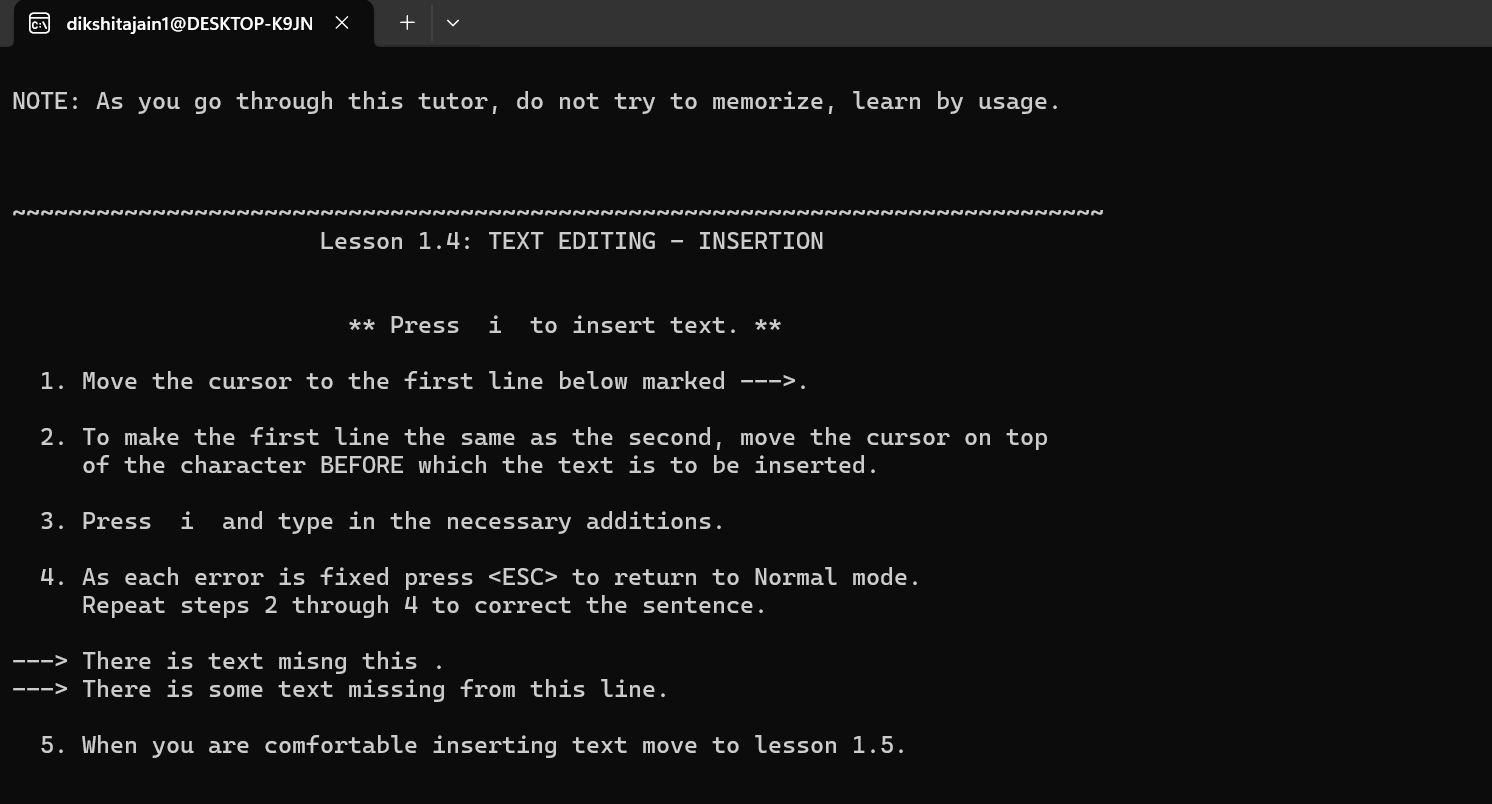 dikshitajain1@DESKTOP-K9JN
NOTE: As you go through this tutor, do not try to memorize, learn by usage.
~~~~~~~~~~~~~~~~~~~~~~~~~~~~~~~~~~~~~~~~~~~~~~~~~~~~~~~~~~~~~~~~~~~~~~~~~~~~~~
Lesson 1.4: TEXT EDITING - INSERTION
** Press  i  to insert text. **
1. Move the cursor to the first line below marked --->.
2. To make the first line the same as the second, move the cursor on top
of the character BEFORE which the text is to be inserted.
3. Press  i  and type in the necessary additions.
4. As each error is fixed press <ESC> to return to Normal mode.
Repeat steps 2 through 4 to correct the sentence.
---> There is text misng this .
---> There is some text missing from this line.
5. When you are comfortable inserting text move to lesson 1.5.